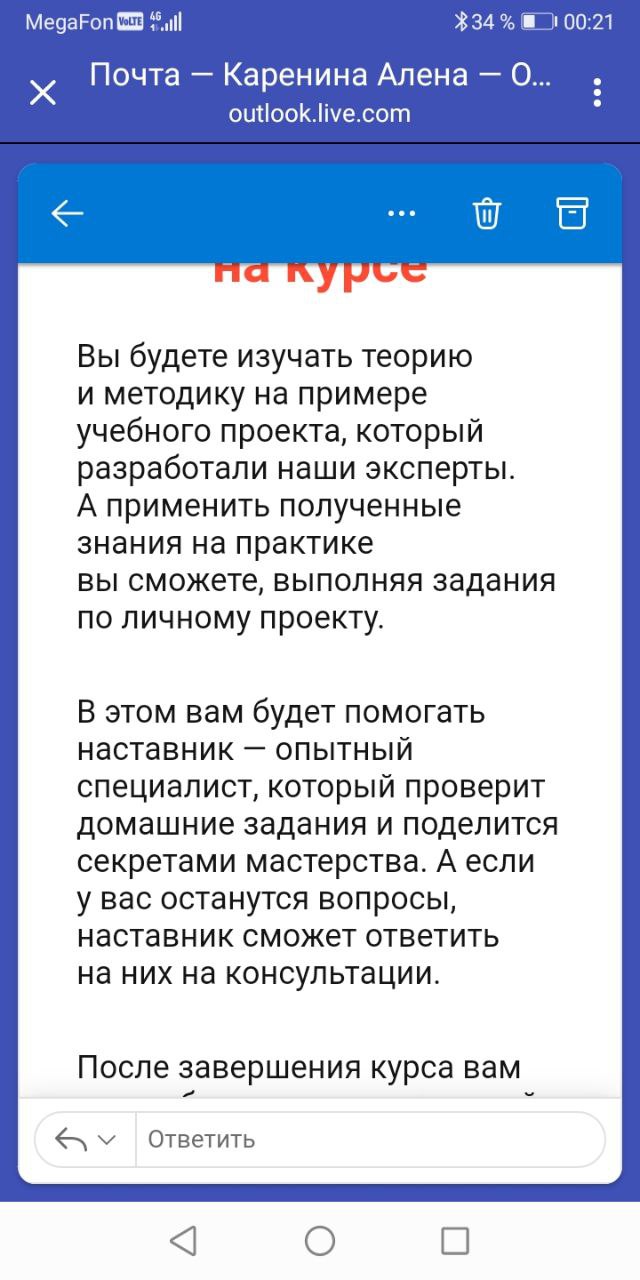 MegaFon VoLTE 4G 34 % 00:21
Почта — Каренина Алена — O...
outlook.live.com
на курсе
Вы будете изучать теорию
и методику на примере
учебного проекта, который
разработали наши эксперты.
А применить полученные
знания на практике
вы сможете, выполняя задания
по личному проекту.
В этом вам будет помогать
наставник — опытный
специалист, который проверит
домашние задания и поделится
секретами мастерства. А если
у вас останутся вопросы,
наставник сможет ответить
на них на консультации.
После завершения курса вам
Ответить